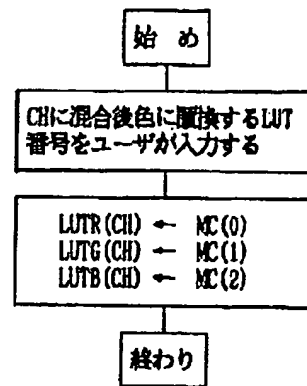 始 め
CHに混合後色に置換するLUT
番号をユーザが入力する
LUTR(CH) ← MC(0)
LUTG(CH) ← MC(1)
LUTB(CH) ← MC(2)
終わり